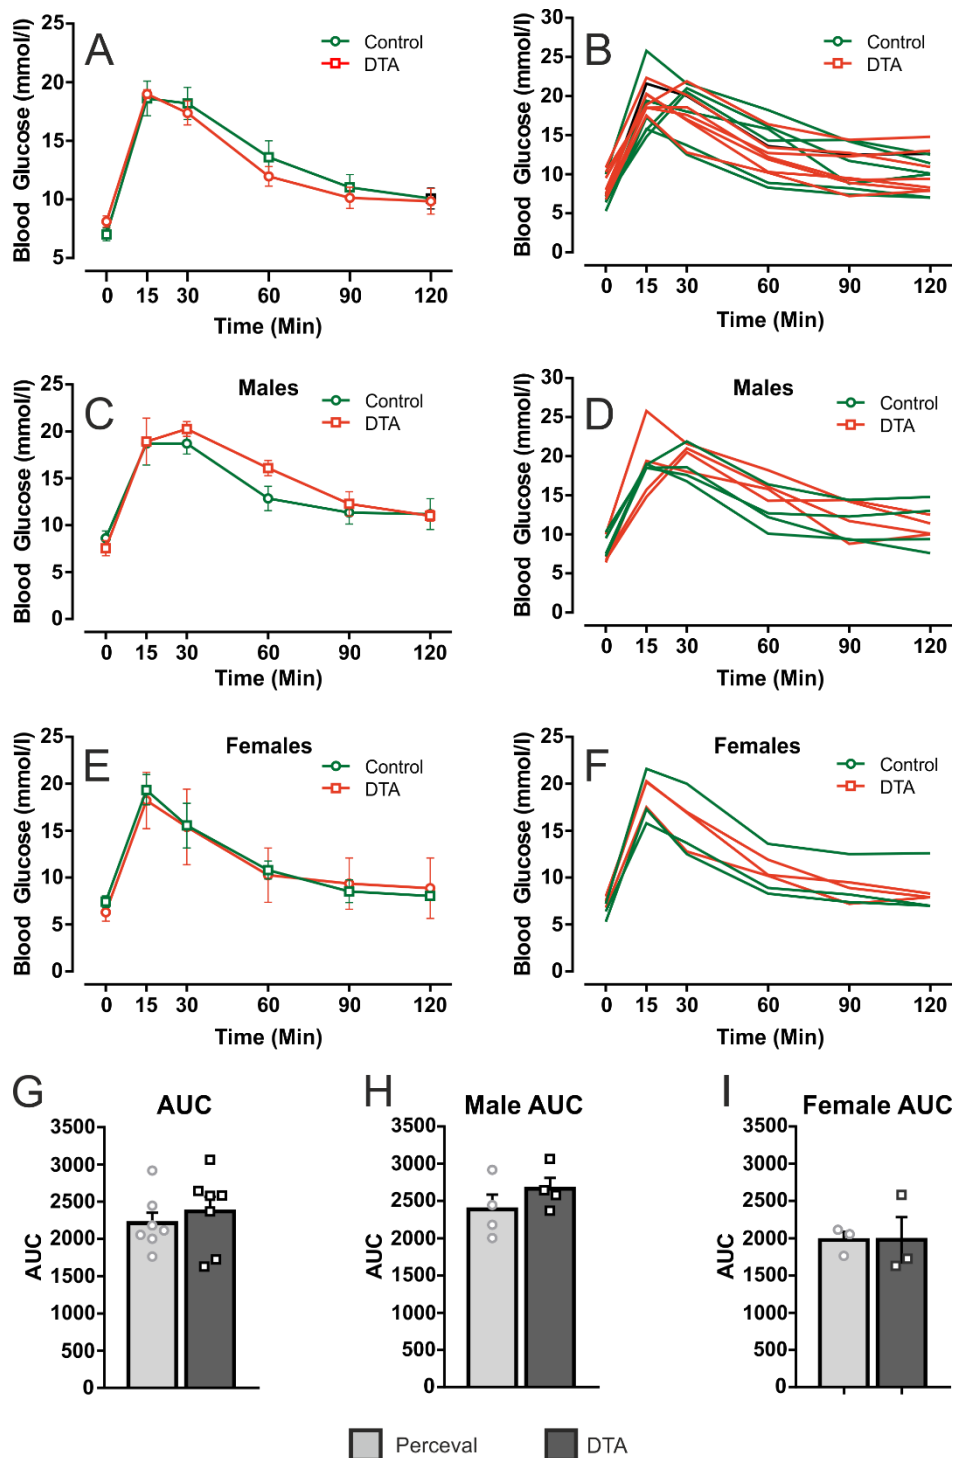 A
Blood Glucose (mmol/l)
25
20
15
10
5
0 15 30 60 90 120
Time (Min)
Control
DTA
B
Blood Glucose (mmol/l)
30
25
20
15
10
5
0
0 15 30 60 90 120
Time (Min)
Control
DTA
C
Males
Blood Glucose (mmol/l)
25
20
15
10
5
0
0 15 30 60 90 120
Time (Min)
Control
DTA
D
Males
Blood Glucose (mmol/l)
30
25
20
15
10
5
0
0 15 30 60 90 120
Time (Min)
Control
DTA
E
Females
Blood Glucose (mmol/l)
25
20
15
10
5
0
0 15 30 60 90 120
Time (Min)
Control
DTA
F
Females
Blood Glucose (mmol/l)
25
20
15
10
5
0
0 15 30 60 90 120
Time (Min)
Control
DTA
G
AUC
AUC
3500
3000
2500
2000
1500
1000
500
0
H
Male AUC
AUC
3500
3000
2500
2000
1500
1000
500
0
I
Female AUC
AUC
3500
3000
2500
2000
1500
1000
500
0
Perceval
DTA